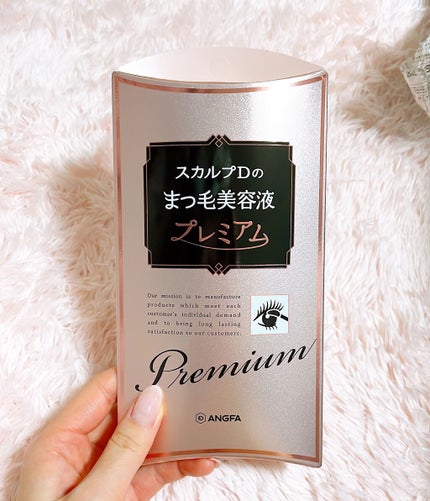 スカルプDの
まつ毛美容液
プレミアム
Our mission is to manufacture
products which meet each
customer's individual demand
and to bring long lasting
satisfaction to our customers.
Premium
ANGFA